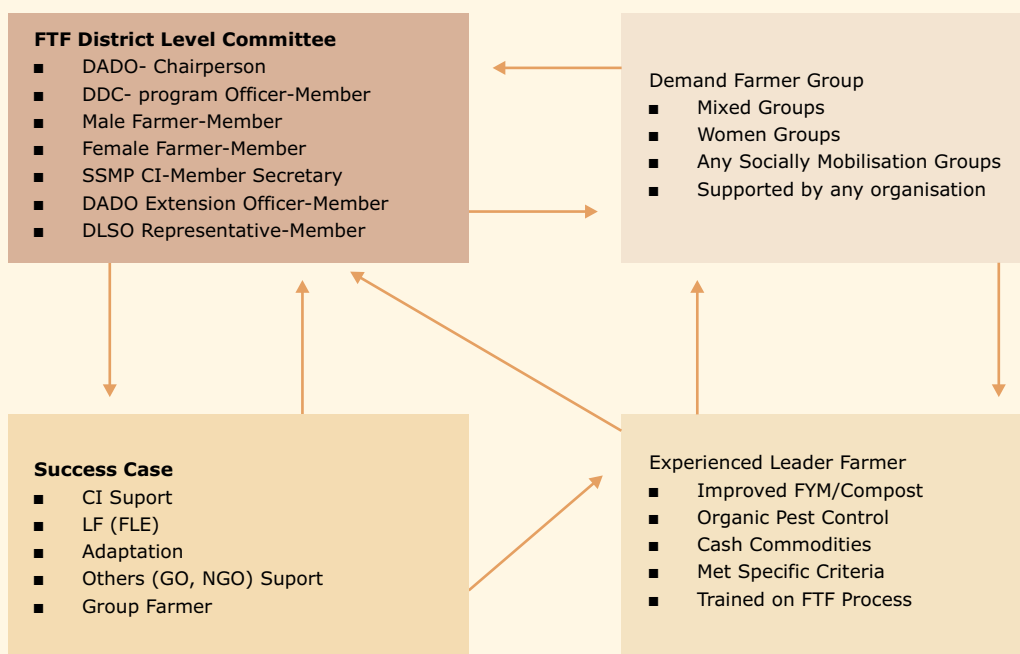 FTF District Level Committee
■ DADO- Chairperson
■ DDC- program Officer-Member
■ Male Farmer-Member
■ Female Farmer-Member
■ SSMP CI-Member Secretary
■ DADO Extension Officer-Member
■ DLSO Representative-Member
Demand Farmer Group
■ Mixed Groups
■ Women Groups
■ Any Socially Mobilisation Groups
■ Supported by any organisation
Success Case
■ CI Suport
■ LF (FLE)
■ Adaptation
■ Others (GO, NGO) Suport
■ Group Farmer
Experienced Leader Farmer
■ Improved FYM/Compost
■ Organic Pest Control
■ Cash Commodities
■ Met Specific Criteria
■ Trained on FTF Process